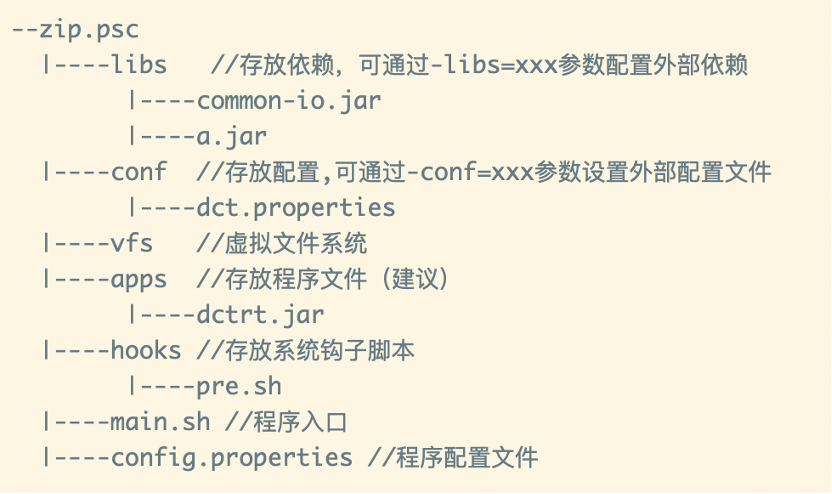 --zip.psc
|----libs   //存放依赖，可通过-libs=xxx参数配置外部依赖
|----common-io.jar
|----a.jar
|----conf  //存放配置,可通过-conf=xxx参数设置外部配置文件
|----dct.properties
|----vfs   //虚拟文件系统
|----apps  //存放程序文件（建议）
|----dctrt.jar
|----hooks //存放系统钩子脚本
|----pre.sh
|----main.sh //程序入口
|----config.properties //程序配置文件